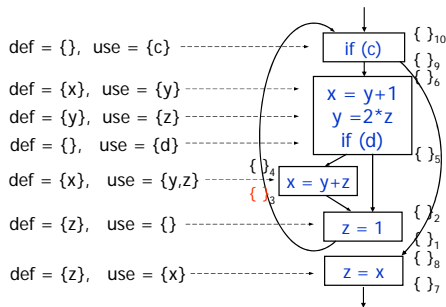 { }10
def = {}, use = {c}
if (c)
{ }9
{ }6
def = {x}, use = {y}
x = y+1
def = {y}, use = {z}
y =2*z
def = {}, use = {d}
if (d)
{ }5
{ }4
def = {x}, use = {y,z}
x = y+z
{ }3
{ }2
def = {z}, use = {}
z = 1
{ }1
{ }8
def = {z}, use = {x}
z = x
{ }7